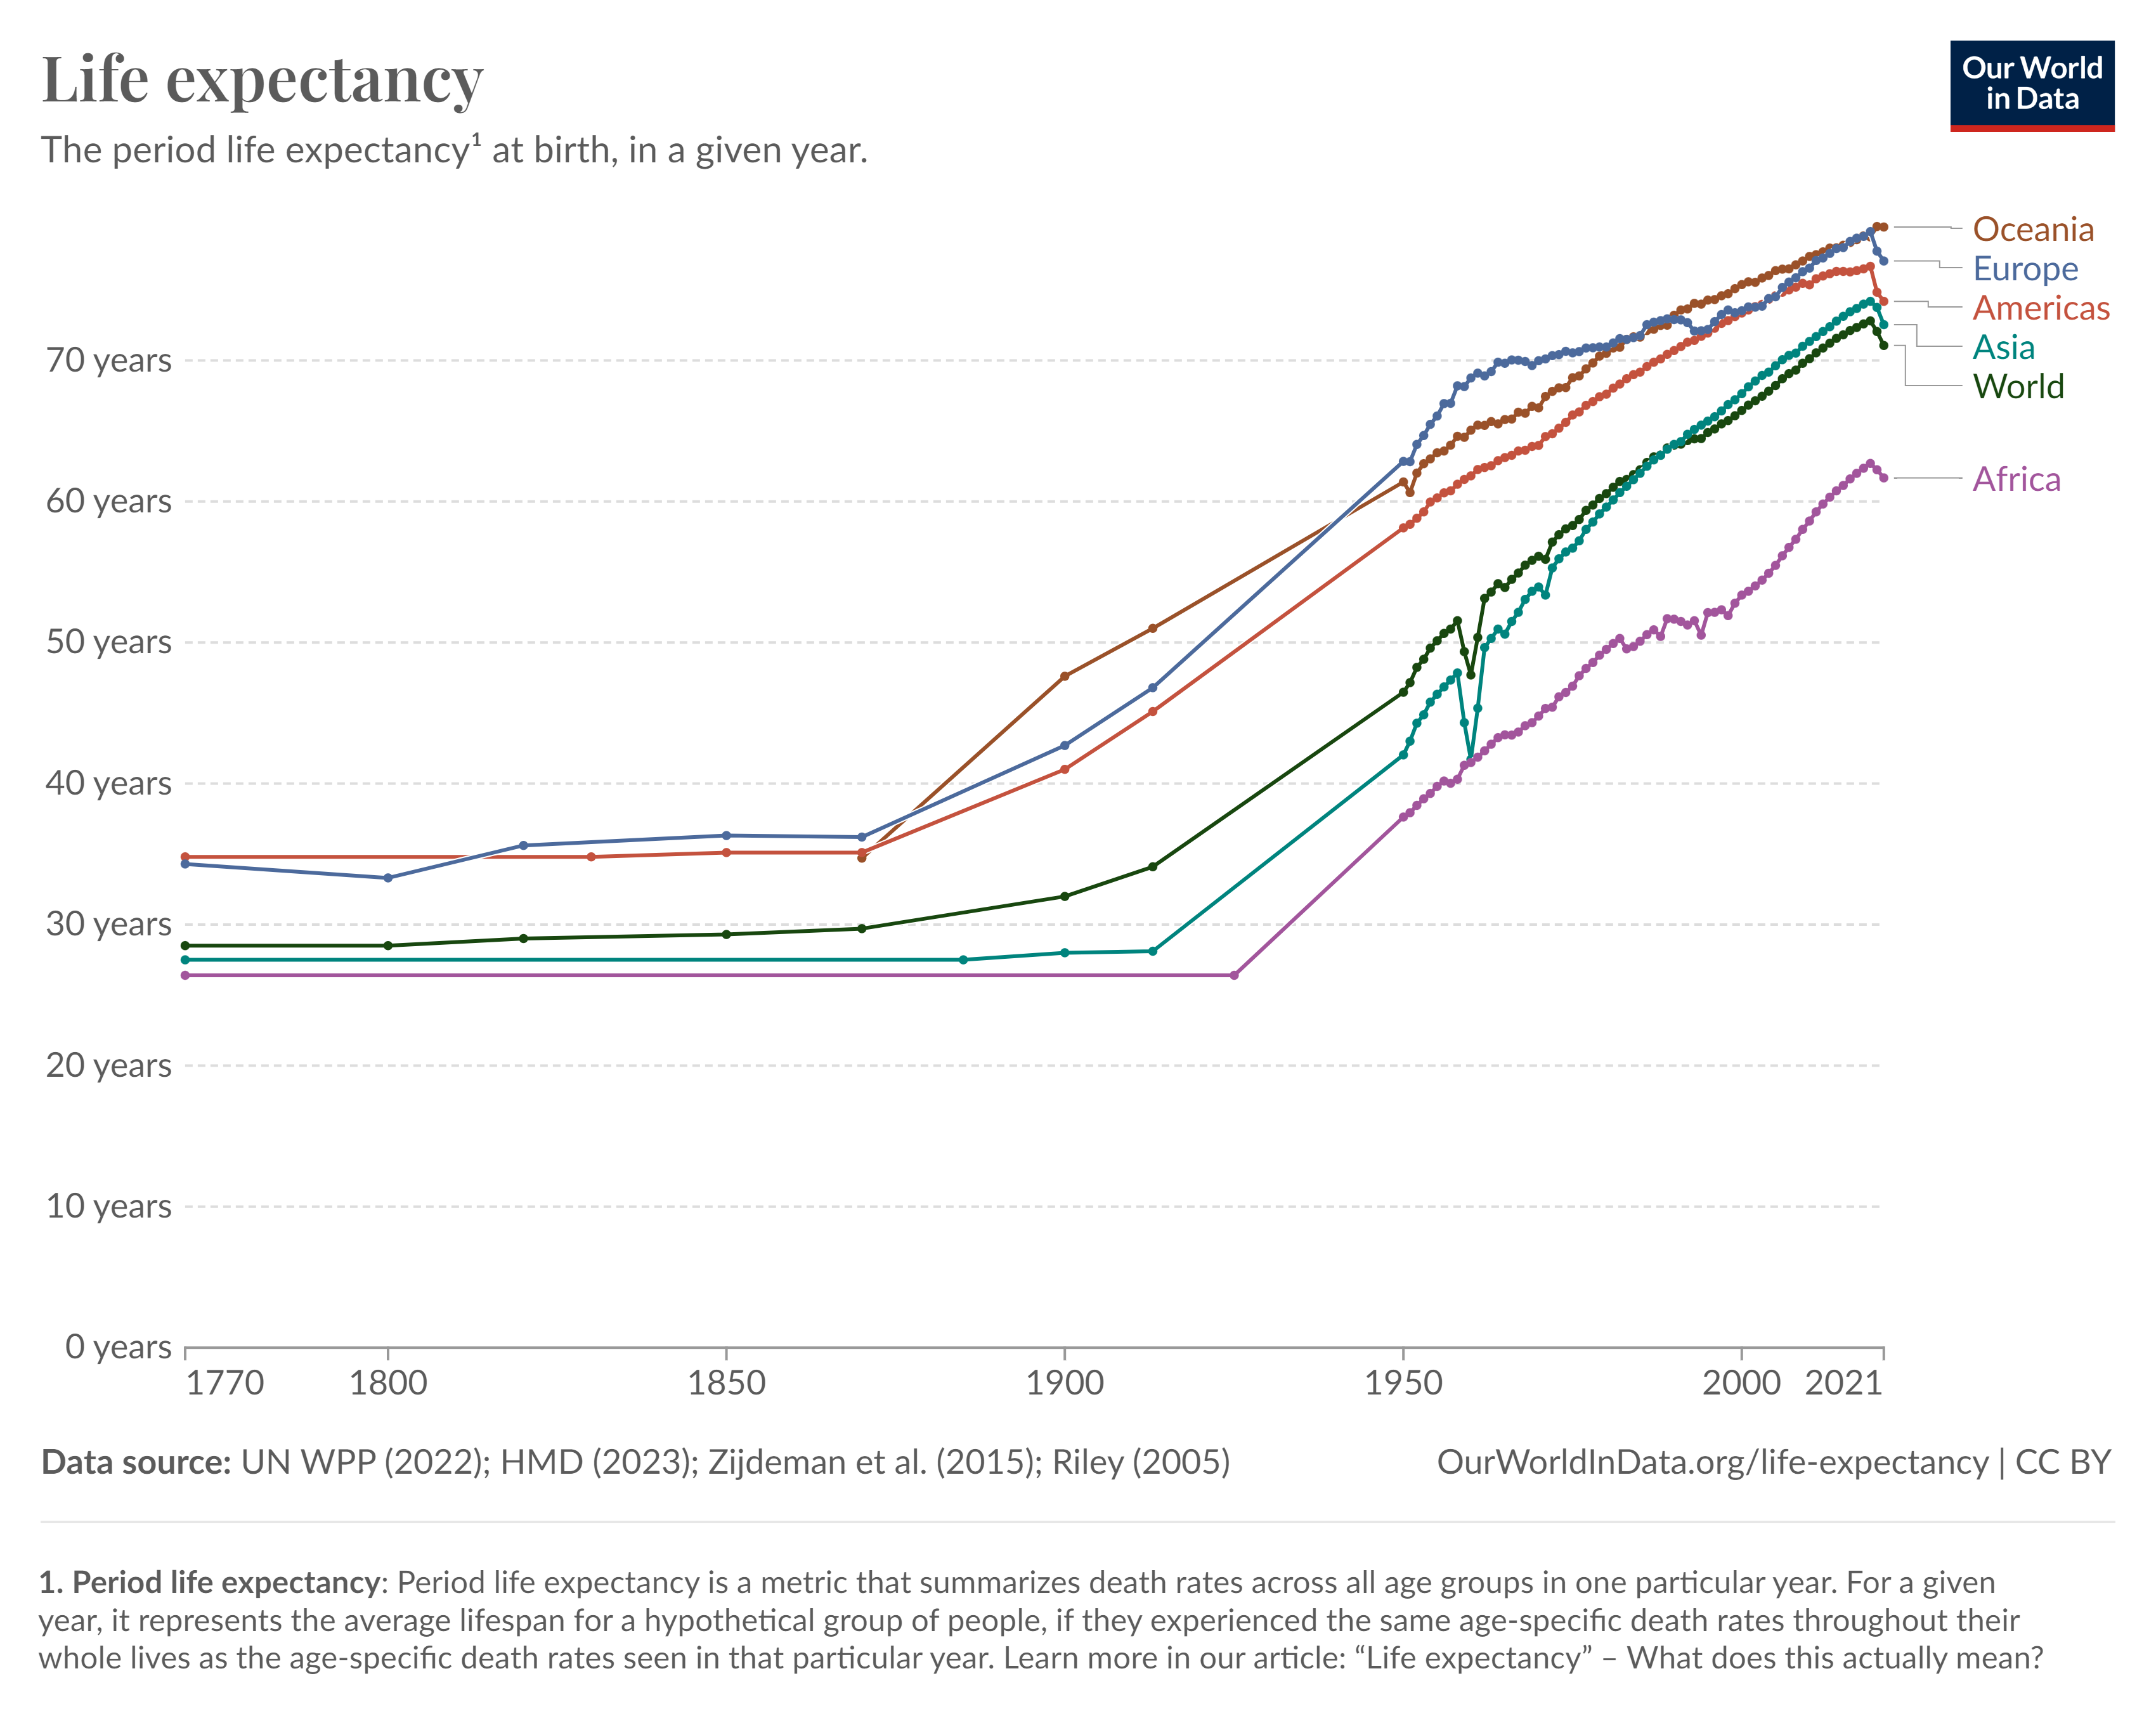 Life expectancy
The period life expectancy¹ at birth, in a given year.
Our World
in Data
Oceania
Europe
Americas
Asia
World
Africa
70 years
60 years
50 years
40 years
30 years
20 years
10 years
0 years
1770 1800 1850 1900 1950 2000 2021
Data source: UN WPP (2022); HMD (2023); Zijdeman et al. (2015); Riley (2005)
OurWorldInData.org/life-expectancy | CC BY
1. Period life expectancy: Period life expectancy is a metric that summarizes death rates across all age groups in one particular year. For a given
year, it represents the average lifespan for a hypothetical group of people, if they experienced the same age-specific death rates throughout their
whole lives as the age-specific death rates seen in that particular year. Learn more in our article: “Life expectancy” – What does this actually mean?